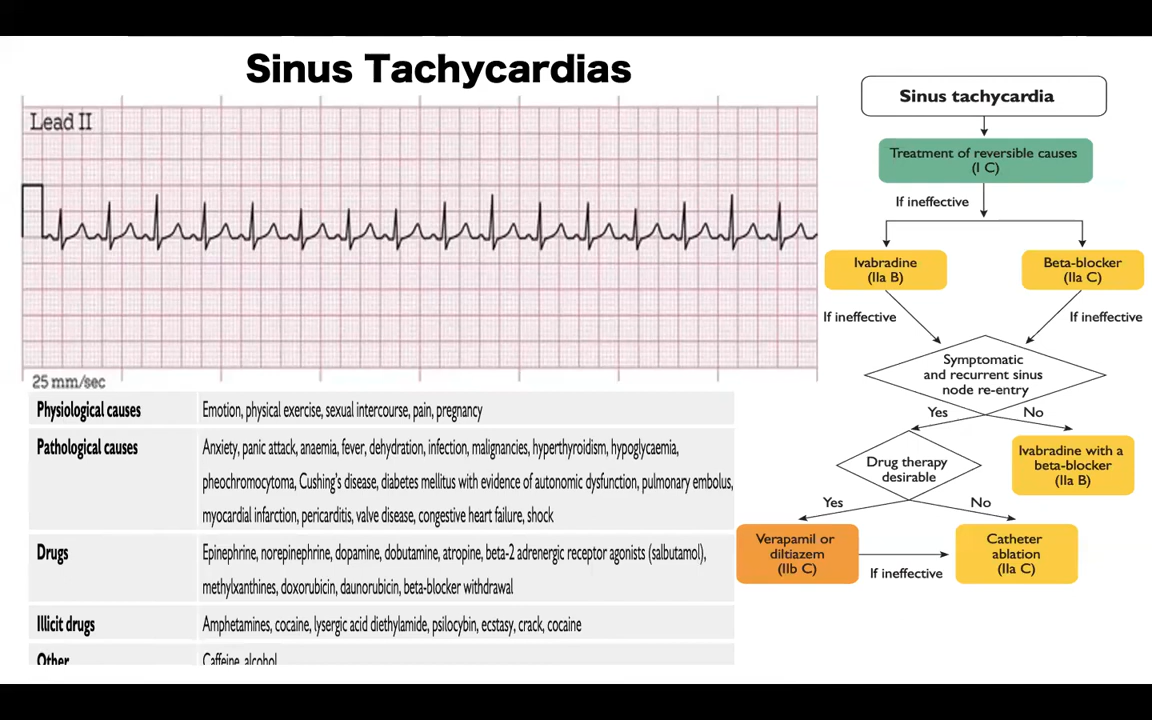 Sinus Tachycardias
Lead II
25 mm/sec
Physiological causes Emotion, physical exercise, sexual intercourse, pain, pregnancy
Pathological causes Anxiety, panic attack, anaemia, fever, dehydration, infection, malignancies, hyperthyroidism, hypoglycaemia,
pheochromocytoma, Cushing's disease, diabetes mellitus with evidence of autonomic dysfunction, pulmonary embolus,
myocardial infarction, pericarditis, valve disease, congestive heart failure, shock
Drugs Epinephrine, norepinephrine, dopamine, dobutamine, atropine, beta-2 adrenergic receptor agonists (salbutamol),
methylxanthines, doxorubicin, daunorubicin, beta-blocker withdrawal
Illicit drugs Amphetamines, cocaine, lysergic acid diethylamide, psilocybin, ecstasy, crack, cocaine
Other Caffeine, alcohol
Sinus tachycardia
Treatment of reversible causes
(I C)
If ineffective
Ivabradine
(IIa B)
Beta-blocker
(IIa C)
If ineffective
If ineffective
Symptomatic
and recurrent sinus
node re-entry
Yes
No
Drug therapy
desirable
Ivabradine with a
beta-blocker
(IIa B)
Yes
No
Verapamil or
diltiazem
(IIb C)
If ineffective
Catheter
ablation
(IIa C)